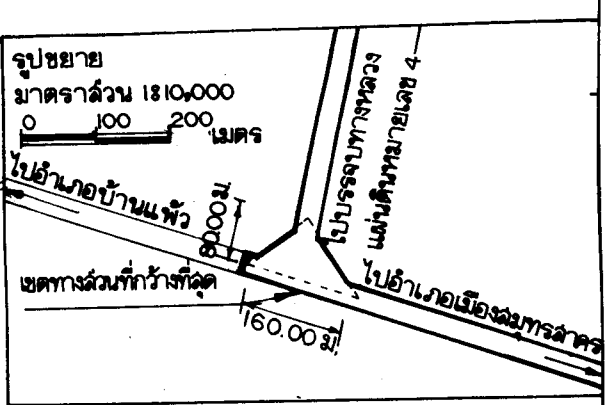 รูปขยาย
มาตราส่วน 1:10,000
0 100 200 เมตร
ไปอำเภอบ้านแพ้ว
80.00 ม.
ไปบรรจบทางหลวง
แผ่นดินหมายเลข 4
เขตทางส่วนที่กว้างที่สุด
160.00 ม.
ไปอำเภอเมืองสมุทรสาคร